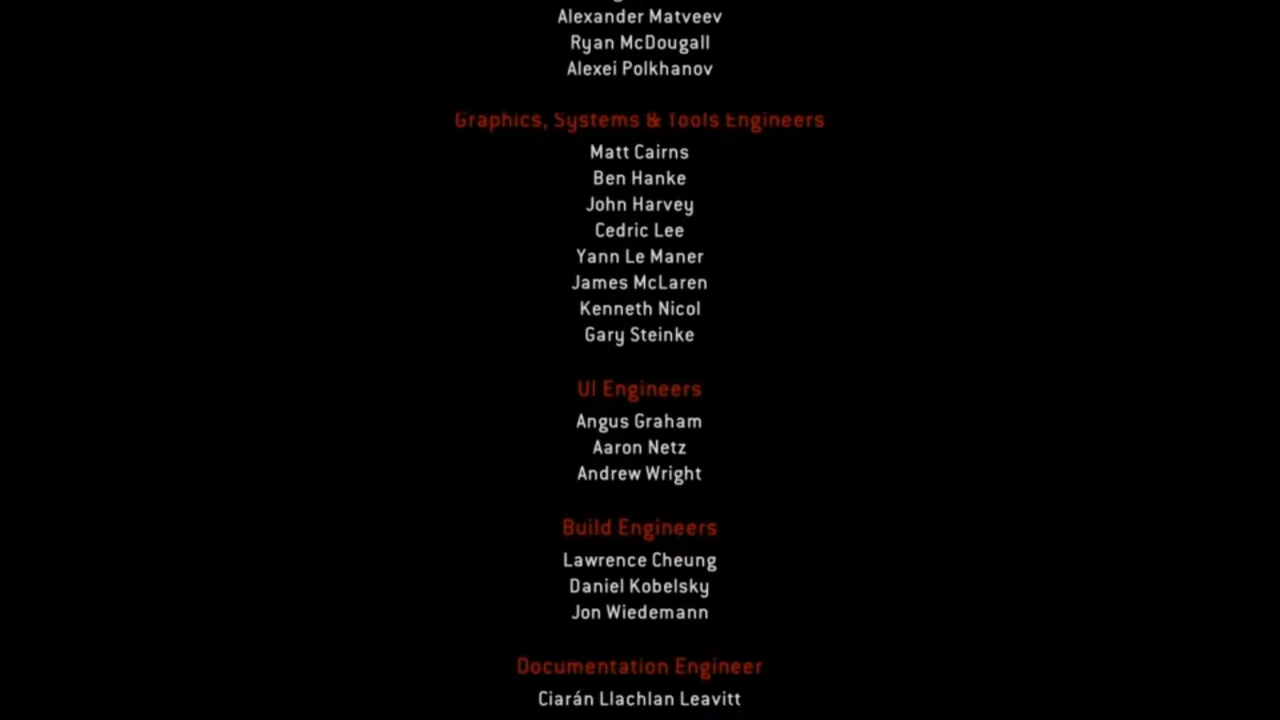 Alexander Matveev
Ryan McDougall
Alexei Polkhanov
Graphics, Systems & Tools Engineers
Matt Cairns
Ben Hanke
John Harvey
Cedric Lee
Yann Le Maner
James McLaren
Kenneth Nicol
Gary Steinke
UI Engineers
Angus Graham
Aaron Netz
Andrew Wright
Build Engineers
Lawrence Cheung
Daniel Kobelsky
Jon Wiedemann
Documentation Engineer
Ciarán Llachlan Leavitt